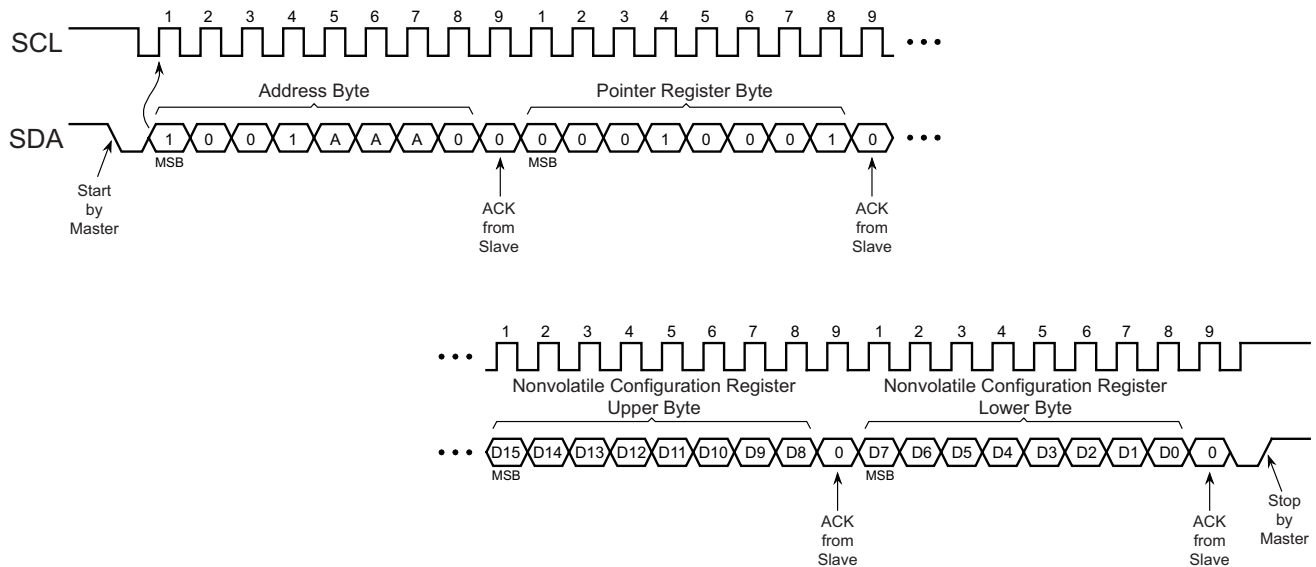 1 2 3 4 5 6 7 8 9 1 2 3 4 5 6 7 8 9
SCL
Address Byte Pointer Register Byte
SDA 1 0 0 1 A A A 0 0 0 0 0 1 0 0 0 1 0
MSB MSB
Start
by
Master
ACK
from
Slave
ACK
from
Slave
1 2 3 4 5 6 7 8 9 1 2 3 4 5 6 7 8 9
Nonvolatile Configuration Register
Upper Byte
Nonvolatile Configuration Register
Lower Byte
D15 D14 D13 D12 D11 D10 D9 D8 0 D7 D6 D5 D4 D3 D2 D1 D0 0
MSB MSB
ACK
from
Slave
ACK
from
Slave
Stop
by
Master